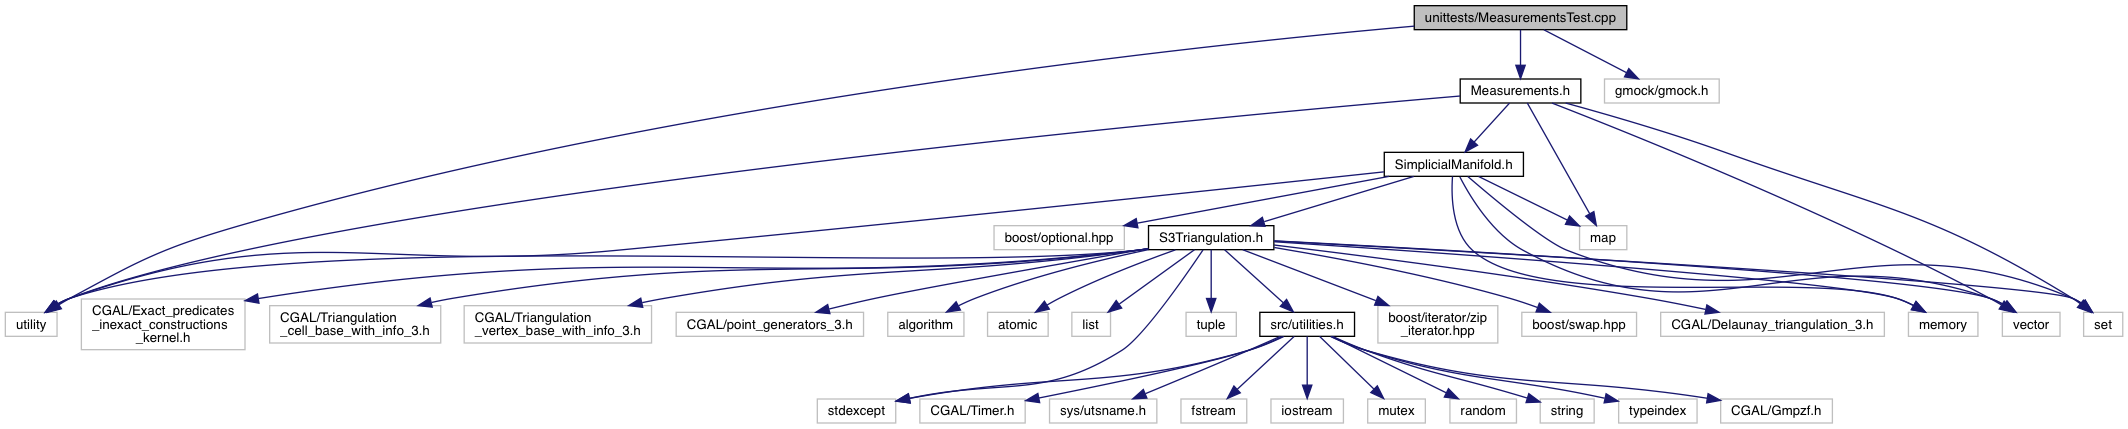 unittests/MeasurementsTest.cpp
Measurements.h
gmock/gmock.h
SimplicialManifold.h
boost/optional.hpp
S3Triangulation.h
map
utility
CGAL/Exact_predicates
_inexact_constructions
_kernel.h
CGAL/Triangulation
_cell_base_with_info_3.h
CGAL/Triangulation
_vertex_base_with_info_3.h
CGAL/point_generators_3.h
algorithm
atomic
list
tuple
src/utilities.h
boost/iterator/zip
_iterator.hpp
boost/swap.hpp
CGAL/Delaunay_triangulation_3.h
memory
vector
set
stdexcept
CGAL/Timer.h
sys/utsname.h
fstream
iostream
mutex
random
string
typeindex
CGAL/Gmpzf.h